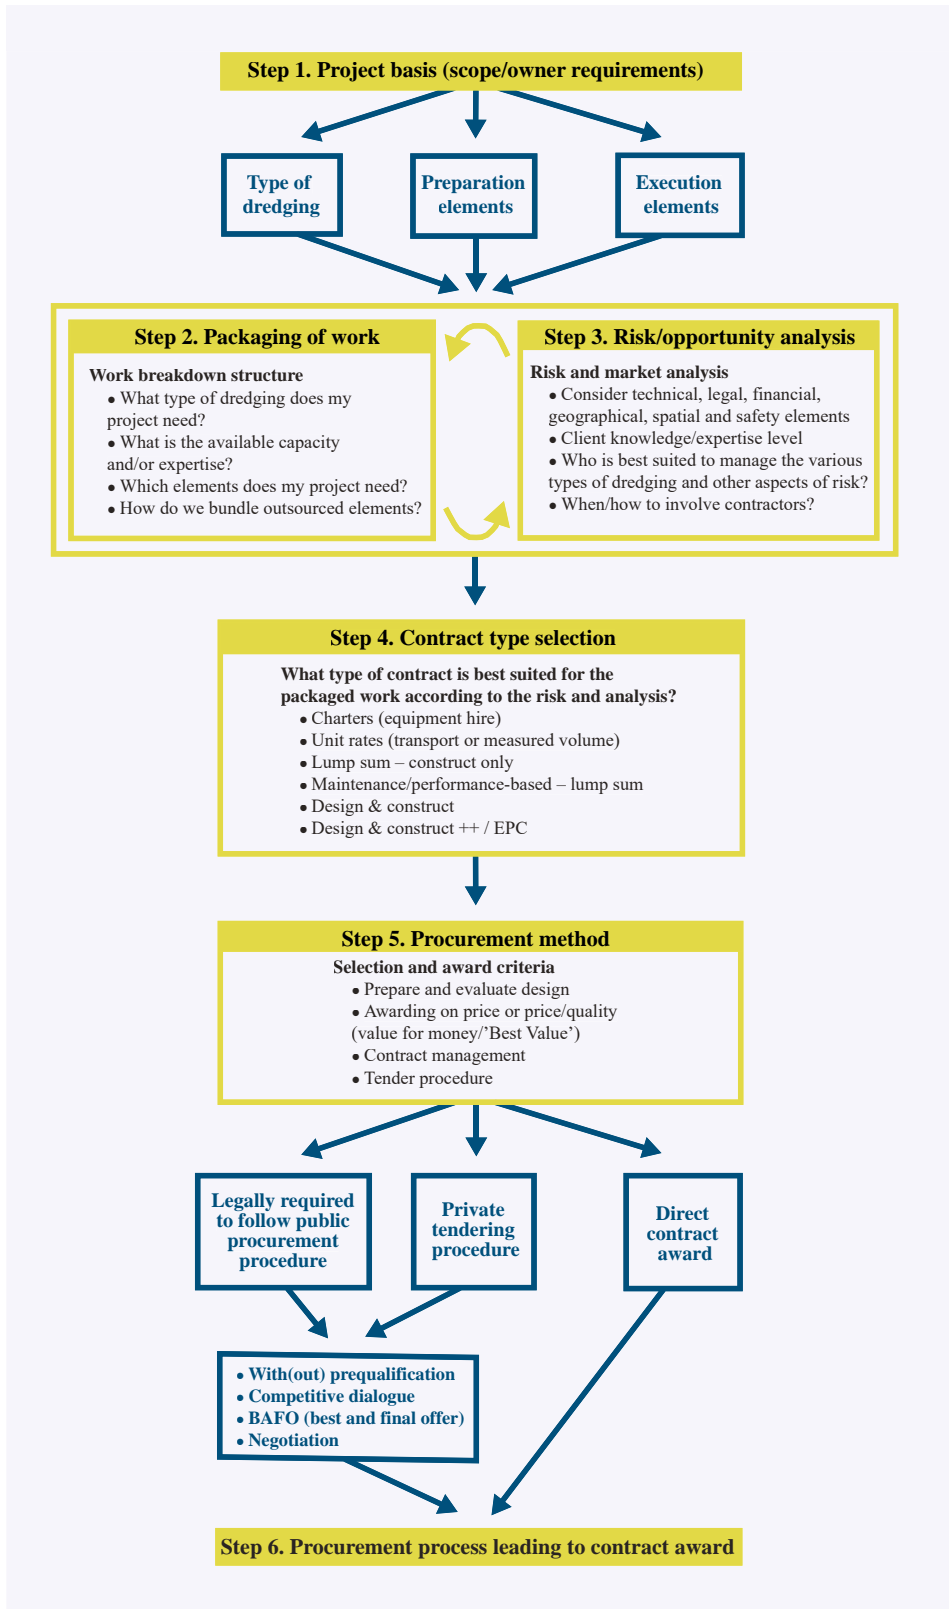 Step 1. Project basis (scope/owner requirements)
Type of
dredging
Preparation
elements
Execution
elements
Step 2. Packaging of work
Work breakdown structure
• What type of dredging does my
project need?
• What is the available capacity
and/or expertise?
• Which elements does my project need?
• How do we bundle outsourced elements?
Step 3. Risk/opportunity analysis
Risk and market analysis
• Consider technical, legal, financial,
geographical, spatial and safety elements
• Client knowledge/expertise level
• Who is best suited to manage the various
types of dredging and other aspects of risk?
• When/how to involve contractors?
Step 4. Contract type selection
What type of contract is best suited for the
packaged work according to the risk and analysis?
• Charters (equipment hire)
• Unit rates (transport or measured volume)
• Lump sum – construct only
• Maintenance/performance-based – lump sum
• Design & construct
• Design & construct ++ / EPC
Step 5. Procurement method
Selection and award criteria
• Prepare and evaluate design
• Awarding on price or price/quality
(value for money/’Best Value’)
• Contract management
• Tender procedure
Legally required
to follow public
procurement
procedure
Private
tendering
procedure
Direct
contract
award
• With(out) prequalification
• Competitive dialogue
• BAFO (best and final offer)
• Negotiation
Step 6. Procurement process leading to contract award